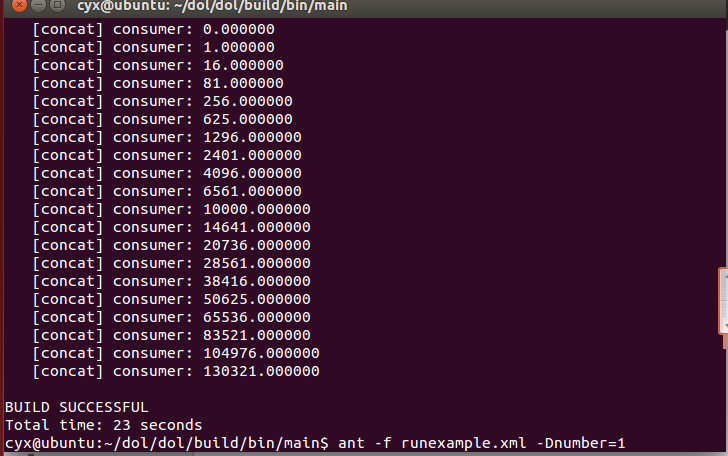 cyx@ubuntu: ~/dol/dol/build/bin/main
[concat] consumer: 0.000000
[concat] consumer: 1.000000
[concat] consumer: 16.000000
[concat] consumer: 81.000000
[concat] consumer: 256.000000
[concat] consumer: 625.000000
[concat] consumer: 1296.000000
[concat] consumer: 2401.000000
[concat] consumer: 4096.000000
[concat] consumer: 6561.000000
[concat] consumer: 10000.000000
[concat] consumer: 14641.000000
[concat] consumer: 20736.000000
[concat] consumer: 28561.000000
[concat] consumer: 38416.000000
[concat] consumer: 50625.000000
[concat] consumer: 65536.000000
[concat] consumer: 83521.000000
[concat] consumer: 104976.000000
[concat] consumer: 130321.000000
BUILD SUCCESSFUL
Total time: 23 seconds
cyx@ubuntu:~/dol/dol/build/bin/main$ ant -f runexample.xml -Dnumber=1